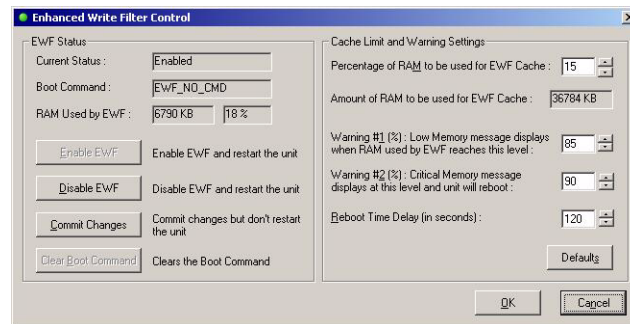 Enhanced Write Filter Control
EWF Status
Current Status :
Enabled
Boot Command :
EWF_NO_CMD
RAM Used by EWF :
6790 KB
18 %
Enable EWF
Enable EWF and restart the unit
Disable EWF
Disable EWF and restart the unit
Commit Changes
Commit changes but don't restart
the unit
Clear Boot Command
Clears the Boot Command
Cache Limit and Warning Settings
Percentage of RAM to be used for EWF Cache :
15
Amount of RAM to be used for EWF Cache :
36784 KB
Warning #1 (%) : Low Memory message displays
when RAM used by EWF reaches this level :
85
Warning #2 (%) : Critical Memory message
displays at this level and unit will reboot :
90
Reboot Time Delay (in seconds) :
120
Defaults
OK
Cancel